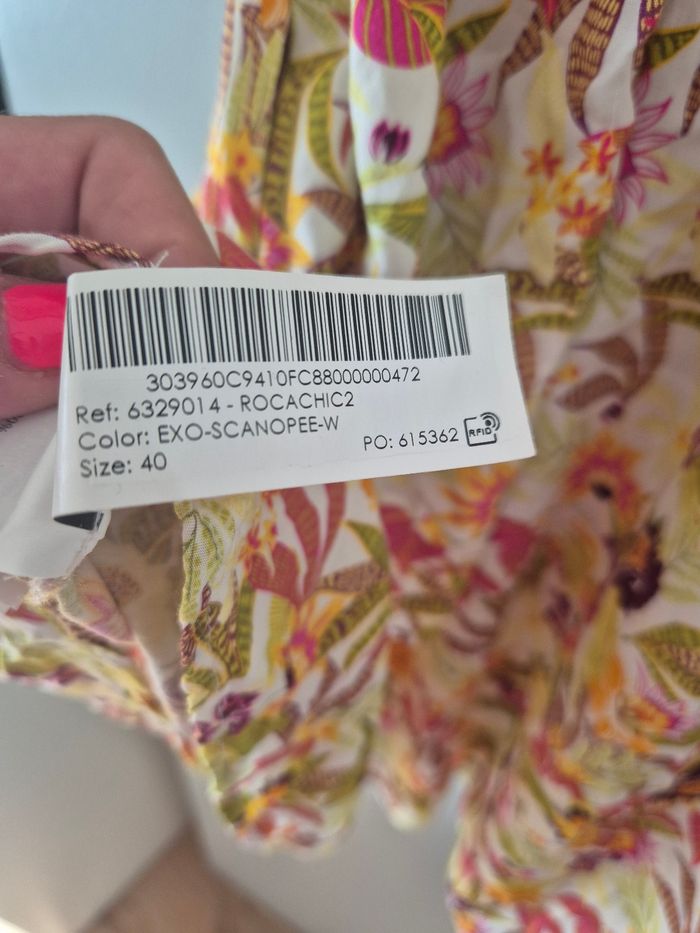 303960C9410FC88000000472
Ref: 6329014 - ROCACHIC2
Color: EXO-SCANOPEE-W
PO: 615362
RFID
Size: 40